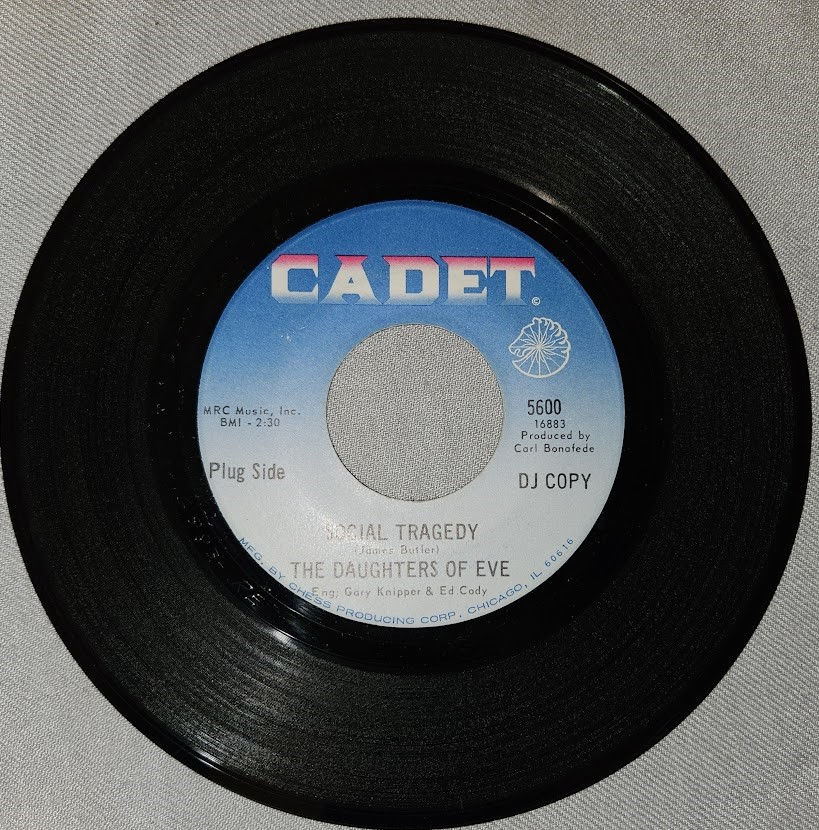 CADET©
MRC Music, Inc.
BMI - 2:30
Plug Side
5600
16883
Produced by
Carl Bonafede
DJ COPY
SOCIAL TRAGEDY
(James Butler)
THE DAUGHTERS OF EVE
Eng; Gary Knipper & Ed Cody
MFG. BY CHESS PRODUCING CORP., CHICAGO, IL 60616